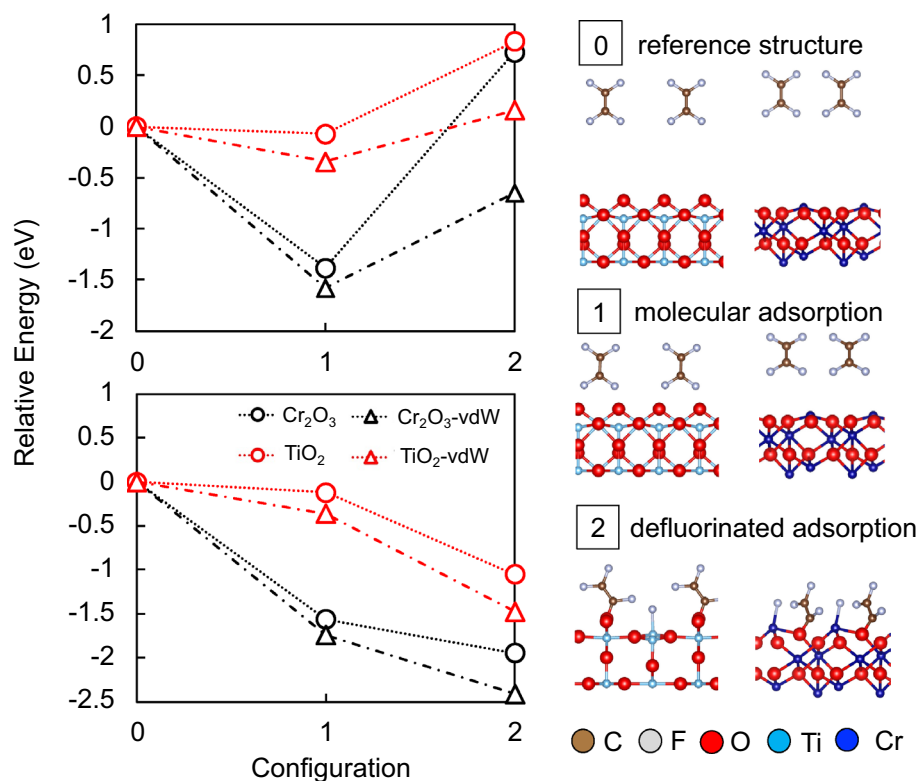 Relative Energy (eV)
1
0.5
0
-0.5
-1
-1.5
-2
0
1
2
1
0.5
0
-0.5
-1
-1.5
-2
-2.5
Cr₂O₃
Cr₂O₃-vdW
TiO₂
TiO₂-vdW
0
1
2
Configuration
0 reference structure
1 molecular adsorption
2 defluorinated adsorption
C F O Ti Cr